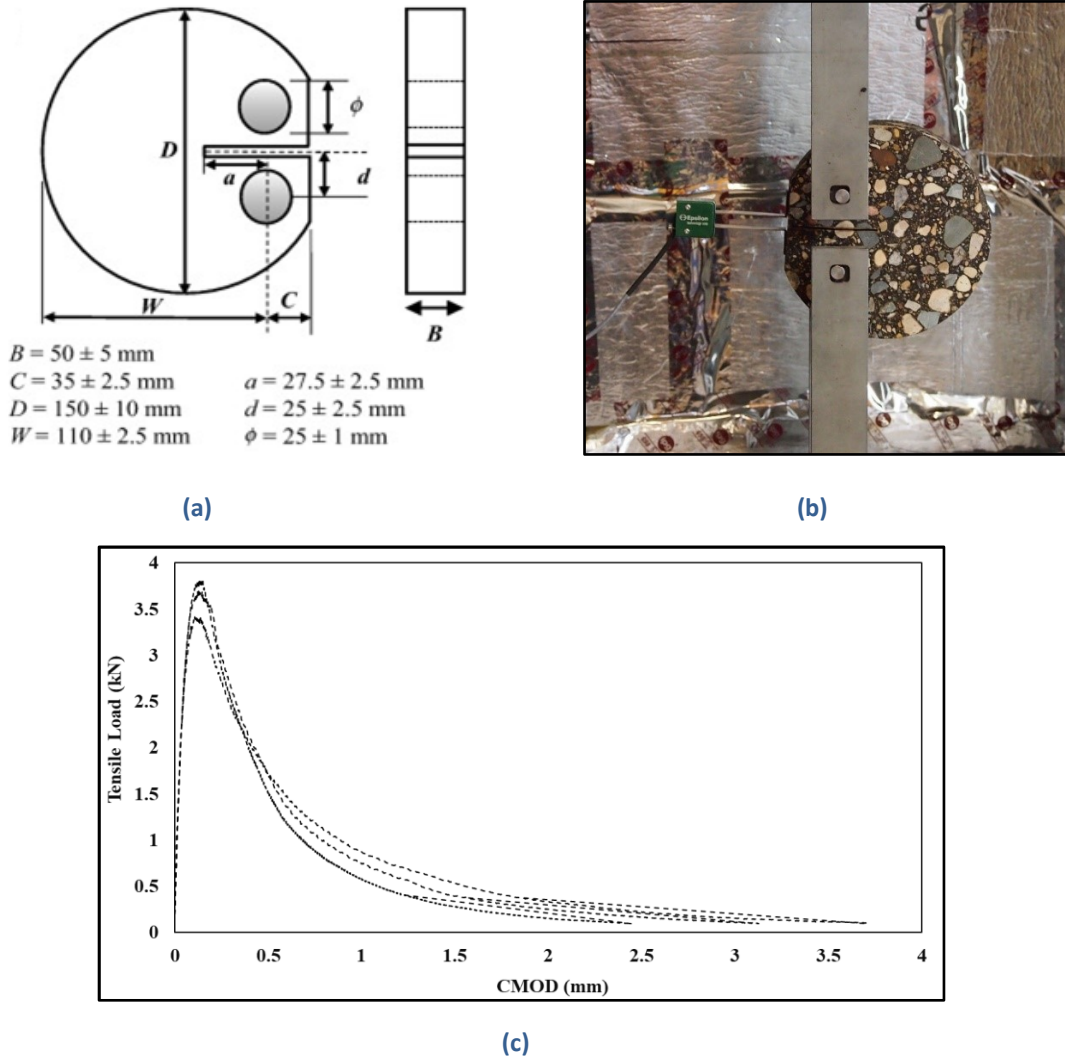 D
ϕ
a
d
W
C
B
B = 50 ± 5 mm
C = 35 ± 2.5 mm
a = 27.5 ± 2.5 mm
D = 150 ± 10 mm
d = 25 ± 2.5 mm
W = 110 ± 2.5 mm
ϕ = 25 ± 1 mm
Epsilon
(a)
(b)
Tensile Load (kN)
4
3.5
3
2.5
2
1.5
1
0.5
0
0 0.5 1 1.5 2 2.5 3 3.5 4
CMOD (mm)
(c)